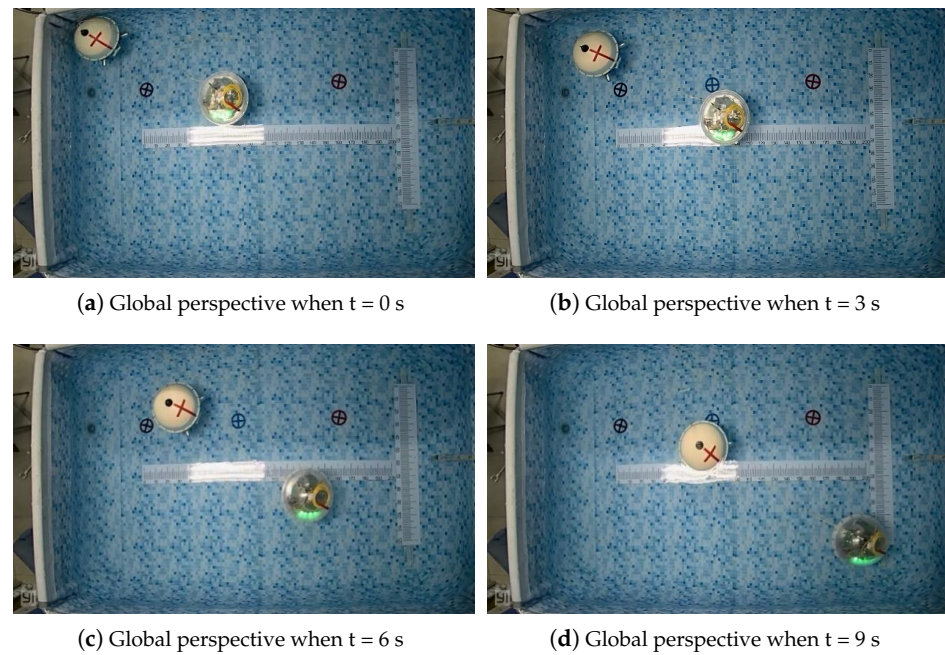 (a) Global perspective when t = 0 s
(b) Global perspective when t = 3 s
(c) Global perspective when t = 6 s
(d) Global perspective when t = 9 s